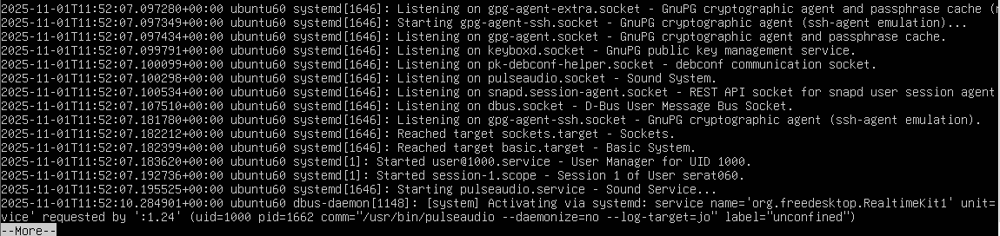 2025-11-01T11:52:07.097280+00:00 ubuntu60 systemd[1646]: Listening on gpg-agent-extra.socket - GnuPG cryptographic agent and passphrase cache (r
2025-11-01T11:52:07.097349+00:00 ubuntu60 systemd[1646]: Starting gpg-agent-ssh.socket - GnuPG cryptographic agent (ssh-agent emulation)...
2025-11-01T11:52:07.097434+00:00 ubuntu60 systemd[1646]: Listening on gpg-agent.socket - GnuPG cryptographic agent and passphrase cache.
2025-11-01T11:52:07.099791+00:00 ubuntu60 systemd[1646]: Listening on keyboxd.socket - GnuPG public key management service.
2025-11-01T11:52:07.100099+00:00 ubuntu60 systemd[1646]: Listening on pk-debconf-helper.socket - debconf communication socket.
2025-11-01T11:52:07.100298+00:00 ubuntu60 systemd[1646]: Listening on pulseaudio.socket - Sound System.
2025-11-01T11:52:07.100534+00:00 ubuntu60 systemd[1646]: Listening on snapd.session-agent.socket - REST API socket for snapd user session agent
2025-11-01T11:52:07.107510+00:00 ubuntu60 systemd[1646]: Listening on dbus.socket - D-Bus User Message Bus Socket.
2025-11-01T11:52:07.181780+00:00 ubuntu60 systemd[1646]: Listening on gpg-agent-ssh.socket - GnuPG cryptographic agent (ssh-agent emulation).
2025-11-01T11:52:07.182212+00:00 ubuntu60 systemd[1646]: Reached target sockets.target - Sockets.
2025-11-01T11:52:07.182399+00:00 ubuntu60 systemd[1646]: Reached target basic.target - Basic System.
2025-11-01T11:52:07.183620+00:00 ubuntu60 systemd[1]: Started user@1000.service - User Manager for UID 1000.
2025-11-01T11:52:07.192736+00:00 ubuntu60 systemd[1]: Started session-1.scope - Session 1 of User serat060.
2025-11-01T11:52:07.195525+00:00 ubuntu60 systemd[1646]: Starting pulseaudio.service - Sound Service...
2025-11-01T11:52:10.284901+00:00 ubuntu60 dbus-daemon[1148]: [system] Activating via systemd: service name='org.freedesktop.RealtimeKit1' unit=
vice' requested by ':1.24' (uid=1000 pid=1662 comm="/usr/bin/pulseaudio --daemonize=no --log-target=jo" label="unconfined")
--More--